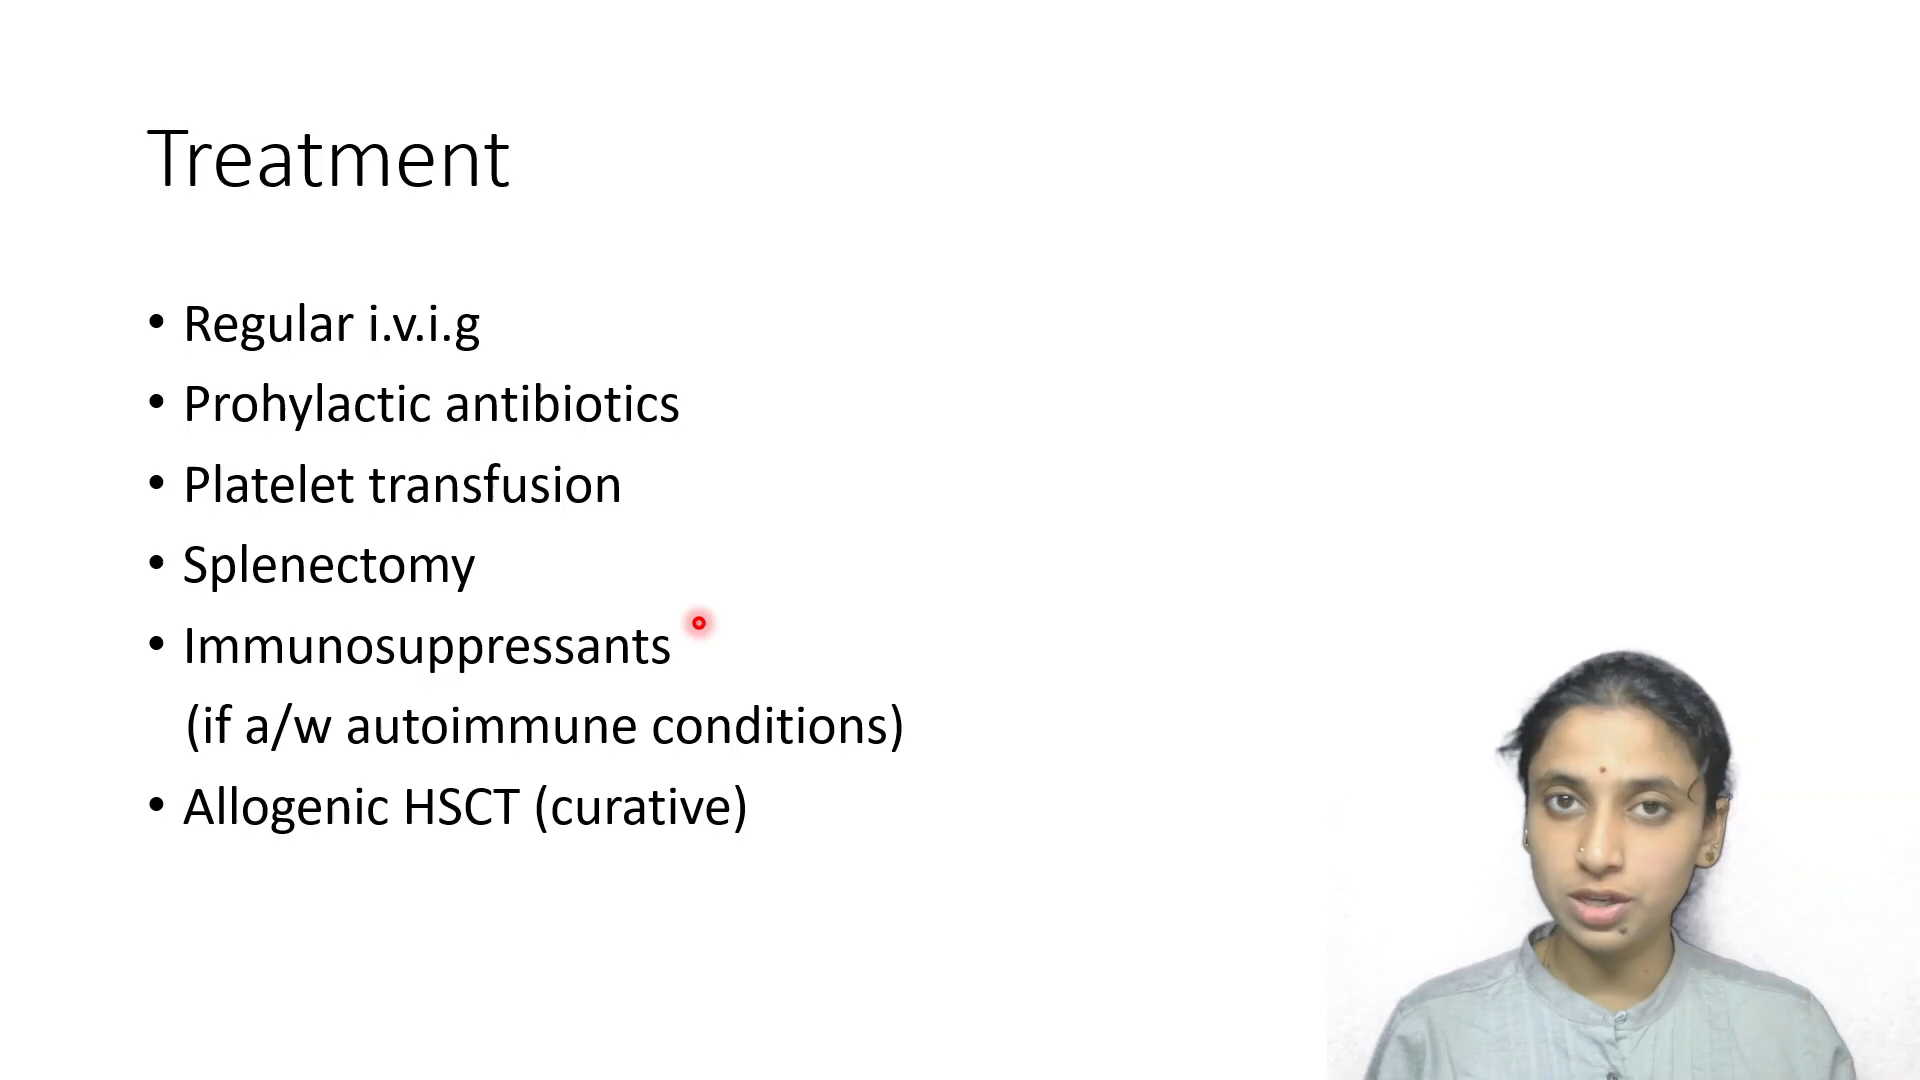 Treatment
• Regular i.v.i.g
• Prohylactic antibiotics
• Platelet transfusion
• Splenectomy
• Immunosuppressants
(if a/w autoimmune conditions)
• Allogenic HSCT (curative)